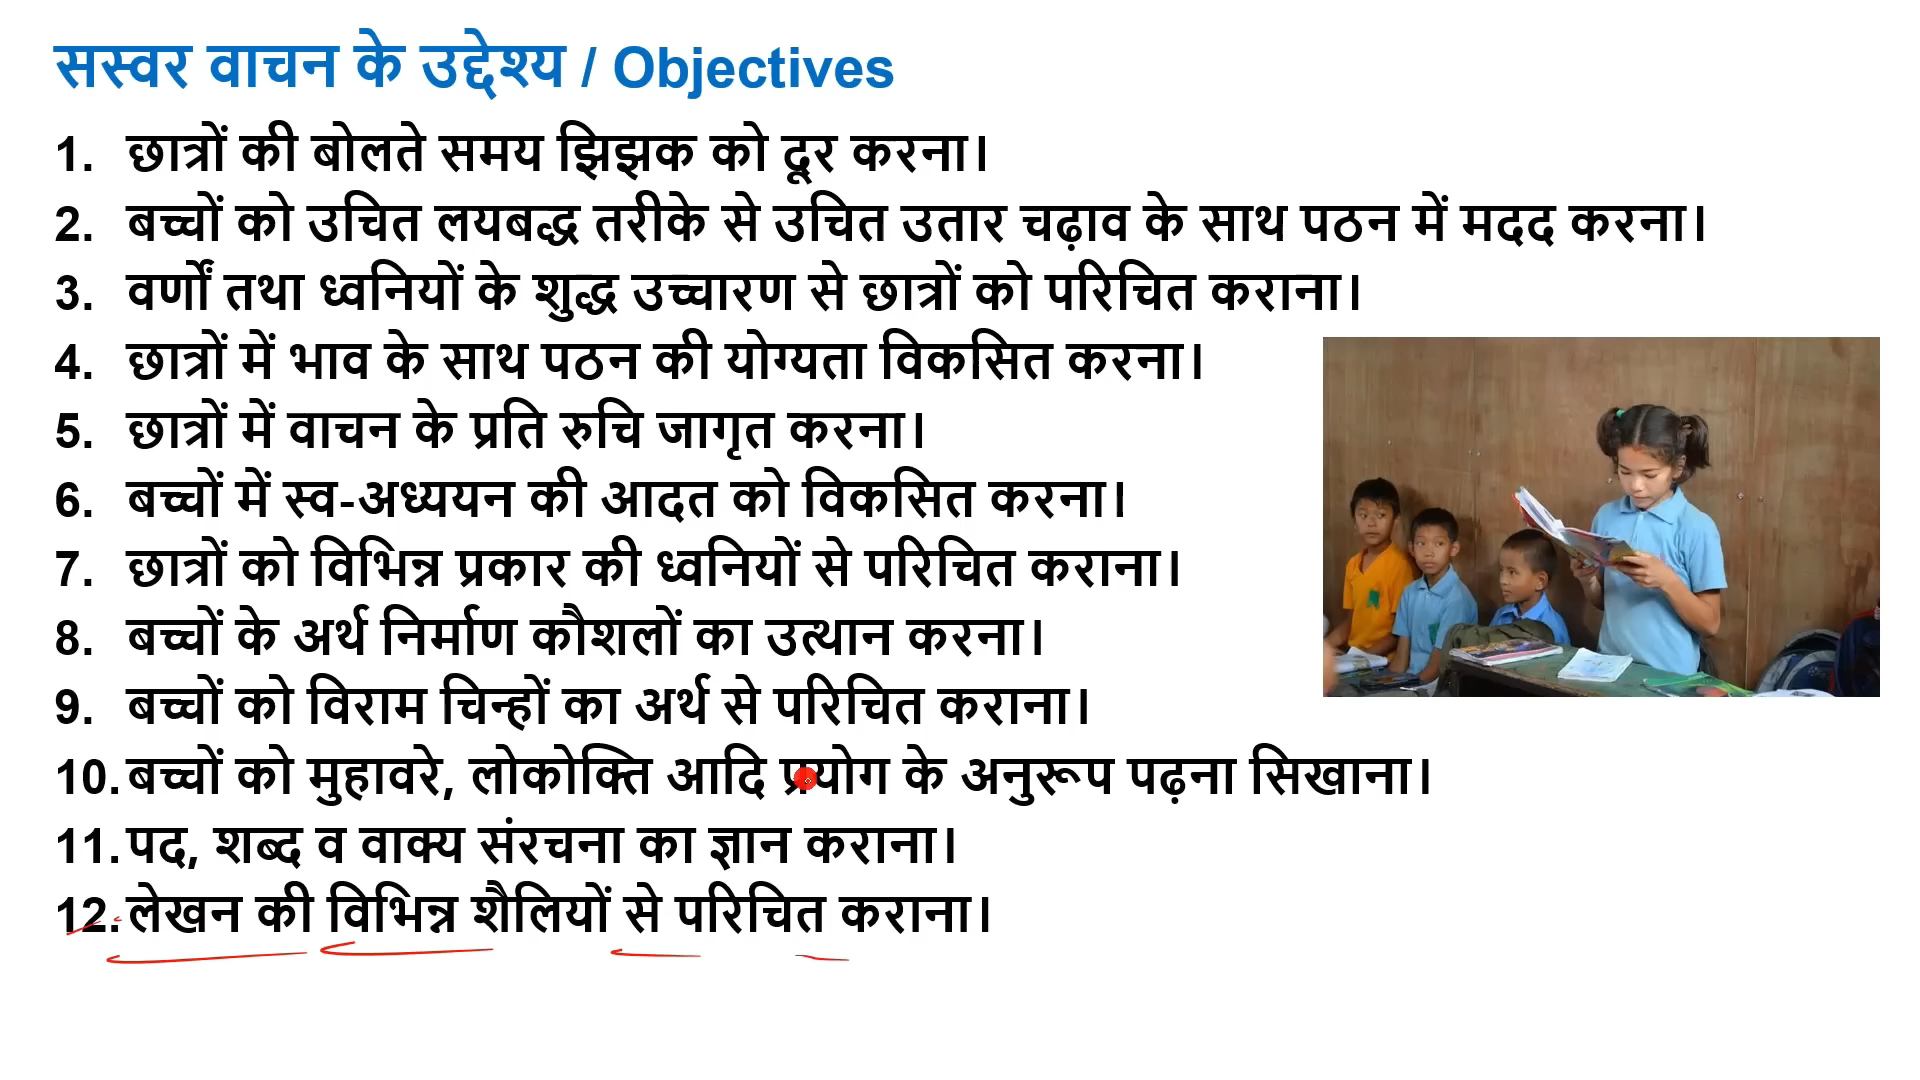 सस्वर वाचन के उद्देश्य / Objectives
1. छात्रों की बोलते समय झिझक को दूर करना।
2. बच्चों को उचित लयबद्ध तरीके से उचित उतार चढ़ाव के साथ पठन में मदद करना।
3. वर्णों तथा ध्वनियों के शुद्ध उच्चारण से छात्रों को परिचित कराना।
4. छात्रों में भाव के साथ पठन की योग्यता विकसित करना।
5. छात्रों में वाचन के प्रति रुचि जागृत करना।
6. बच्चों में स्व-अध्ययन की आदत को विकसित करना।
7. छात्रों को विभिन्न प्रकार की ध्वनियों से परिचित कराना।
8. बच्चों के अर्थ निर्माण कौशलों का उत्थान करना।
9. बच्चों को विराम चिन्हों का अर्थ से परिचित कराना।
10. बच्चों को मुहावरे, लोकोक्ति आदि प्रयोग के अनुरूप पढ़ना सिखाना।
11. पद, शब्द व वाक्य संरचना का ज्ञान कराना।
12. लेखन की विभिन्न शैलियों से परिचित कराना।